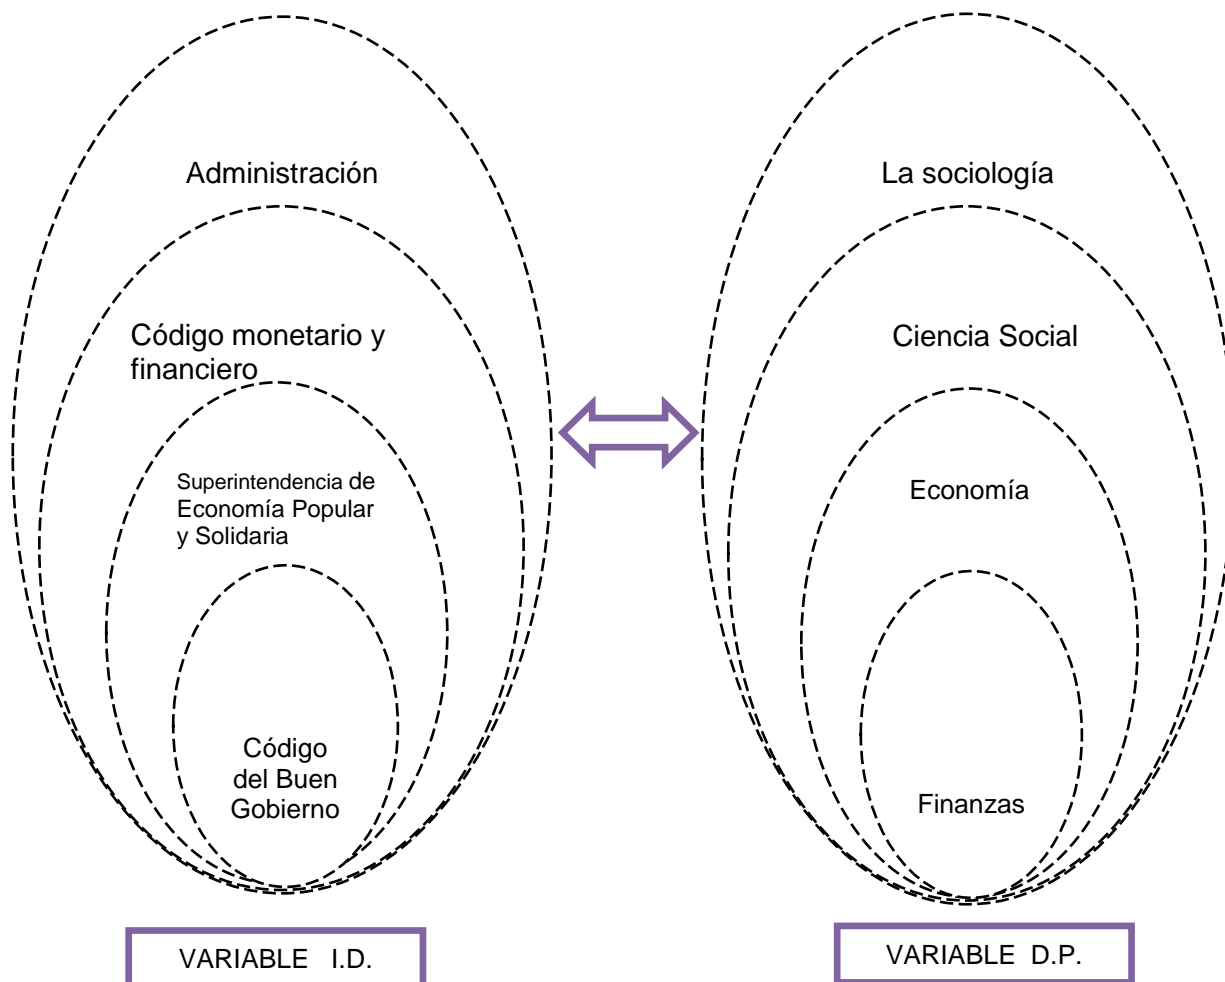 Administración
Código monetario y
financiero
Superintendencia de
Economía Popular
y Solidaria
Código
del Buen
Gobierno
VARIABLE I.D.
La sociología
Ciencia Social
Economía
Finanzas
VARIABLE D.P.